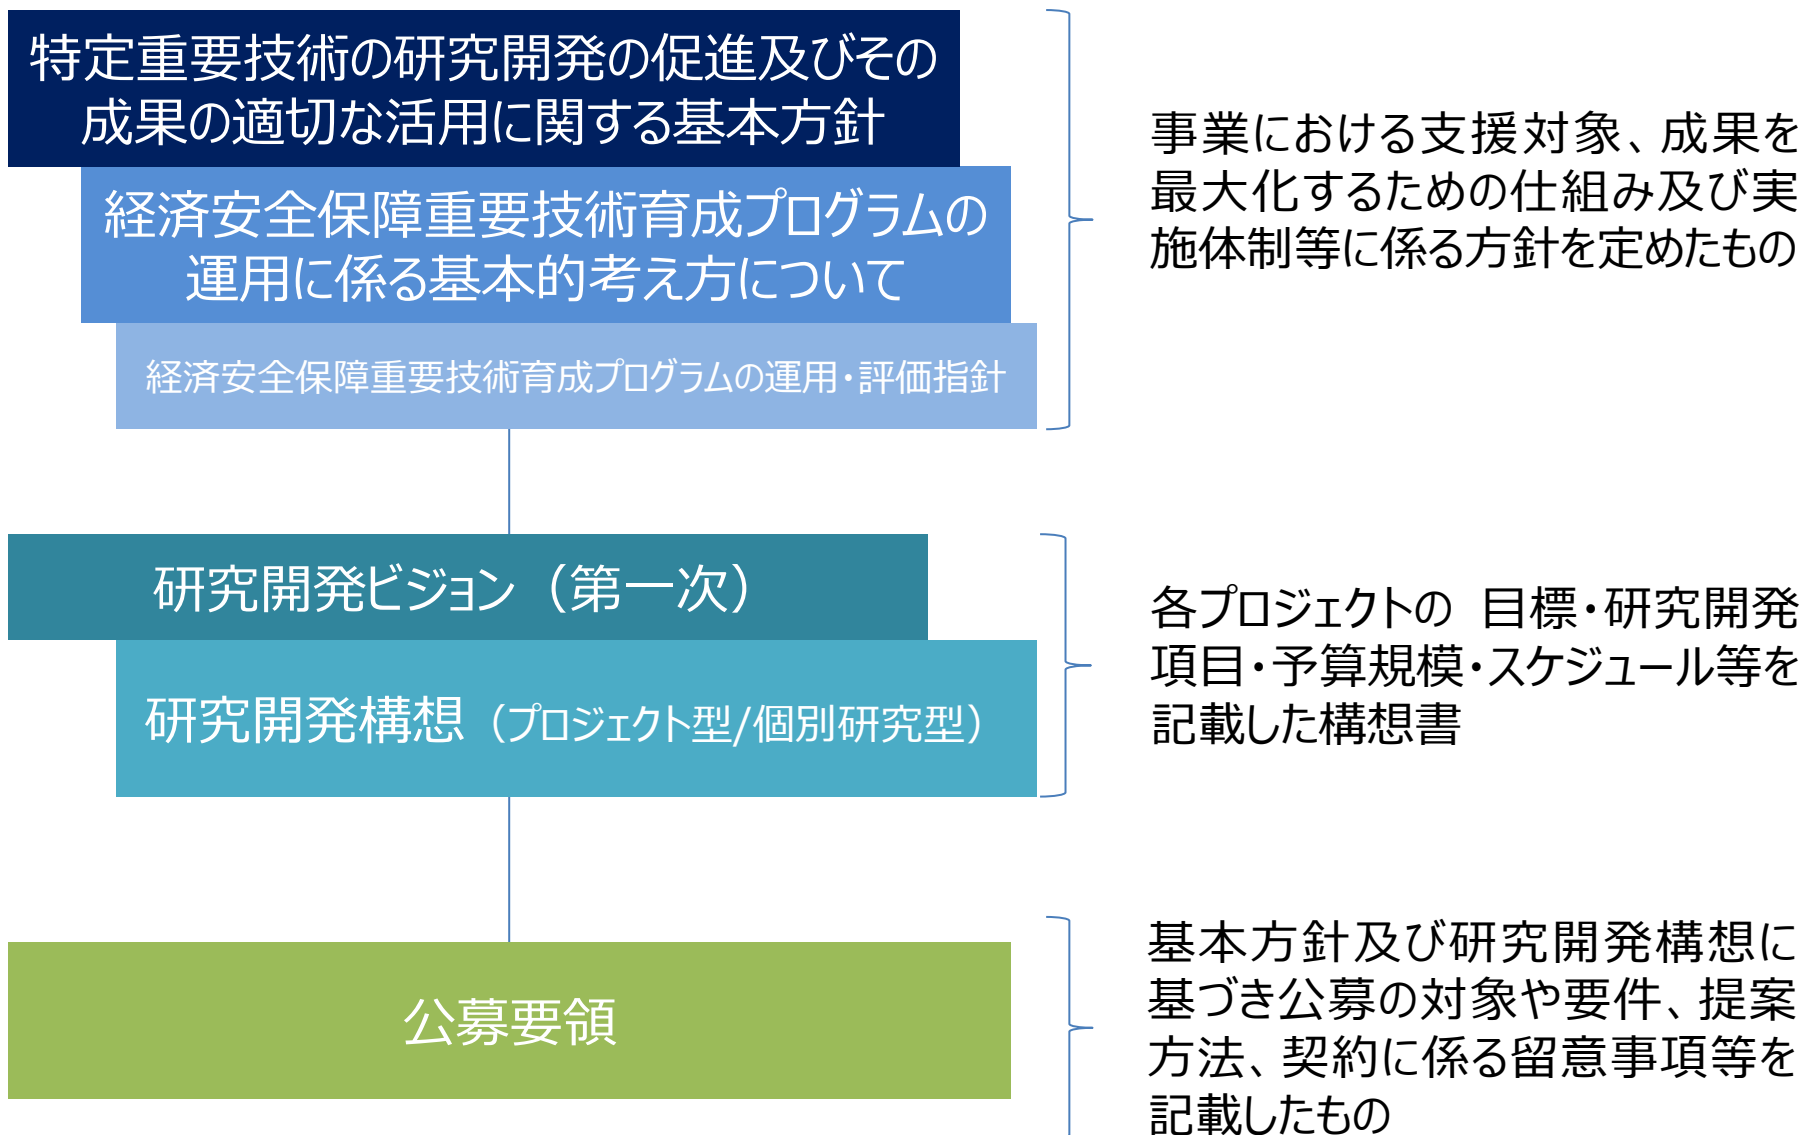 特定重要技術の研究開発の促進及びその
成果の適切な活用に関する基本方針
経済安全保障重要技術育成プログラムの
運用に係る基本的考え方について
経済安全保障重要技術育成プログラムの運用・評価指針
事業における支援対象、成果を
最大化するための仕組み及び実
施体制等に係る方針を定めたもの
研究開発ビジョン（第一次）
研究開発構想（プロジェクト型/個別研究型）
各プロジェクトの 目標・研究開発
項目・予算規模・スケジュール等を
記載した構想書
公募要領
基本方針及び研究開発構想に
基づき公募の対象や要件、提案
方法、契約に係る留意事項等を
記載したもの